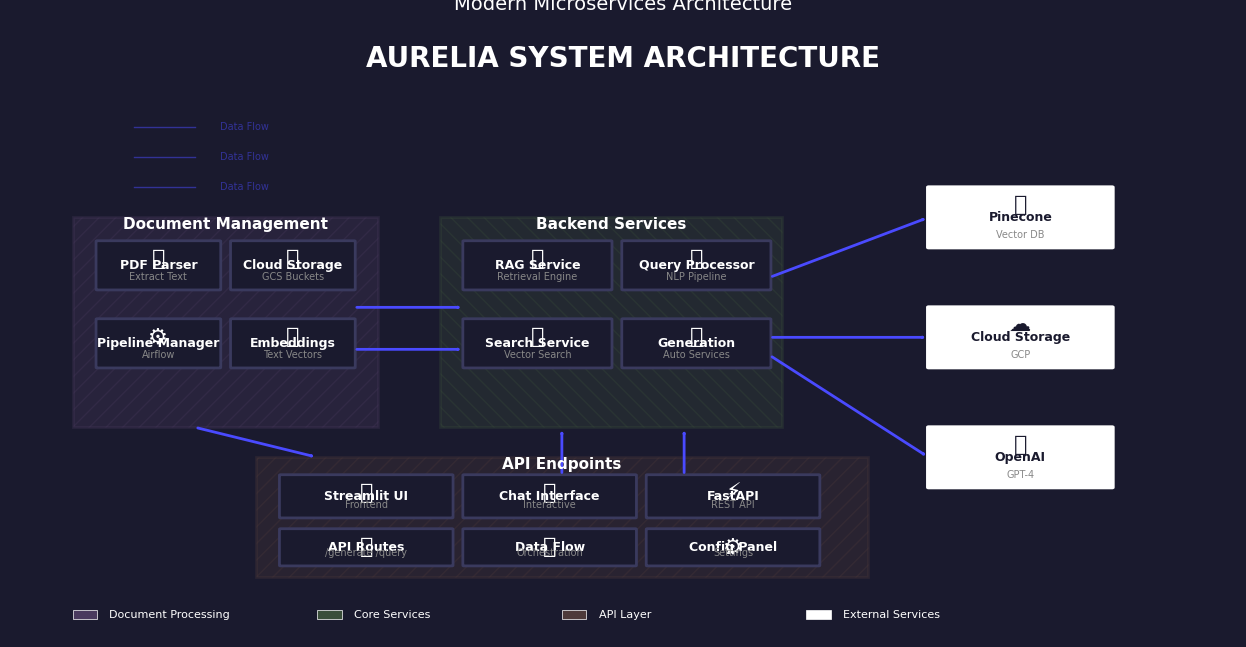 Modern Microservices Architecture
AURELIA SYSTEM ARCHITECTURE
Data Flow
Data Flow
Data Flow
Document Management
PDF Parser
Extract Text
Cloud Storage
GCS Buckets
Pipeline Manager
Airflow
Embeddings
Text Vectors
Backend Services
RAG Service
Retrieval Engine
Query Processor
NLP Pipeline
Search Service
Vector Search
Generation
Auto Services
Pinecone
Vector DB
Cloud Storage
GCP
OpenAI
GPT-4
API Endpoints
Streamlit UI
Frontend
Chat Interface
Interactive
FastAPI
REST API
API Routes
/generate /query
Data Flow
Orchestration
Config Panel
Settings
Document Processing
Core Services
API Layer
External Services